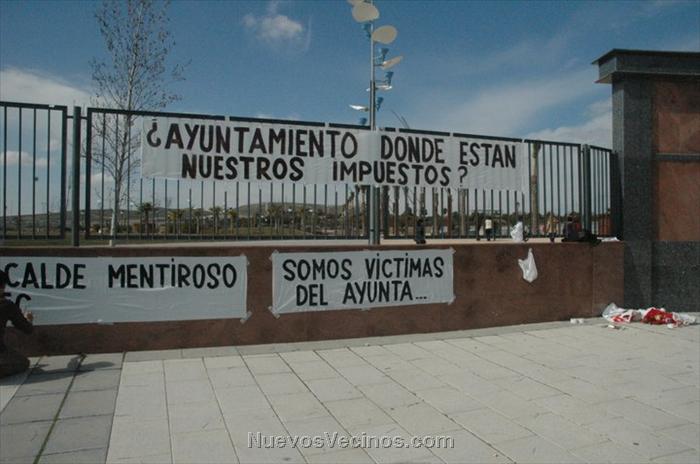 ¿AYUNTAMIENTO DONDE ESTAN
NUESTROS IMPUESTOS?
CALDE MENTIROSO
SOMOS VICTIMAS
DEL AYUNTA...
NuevosVecinos.com